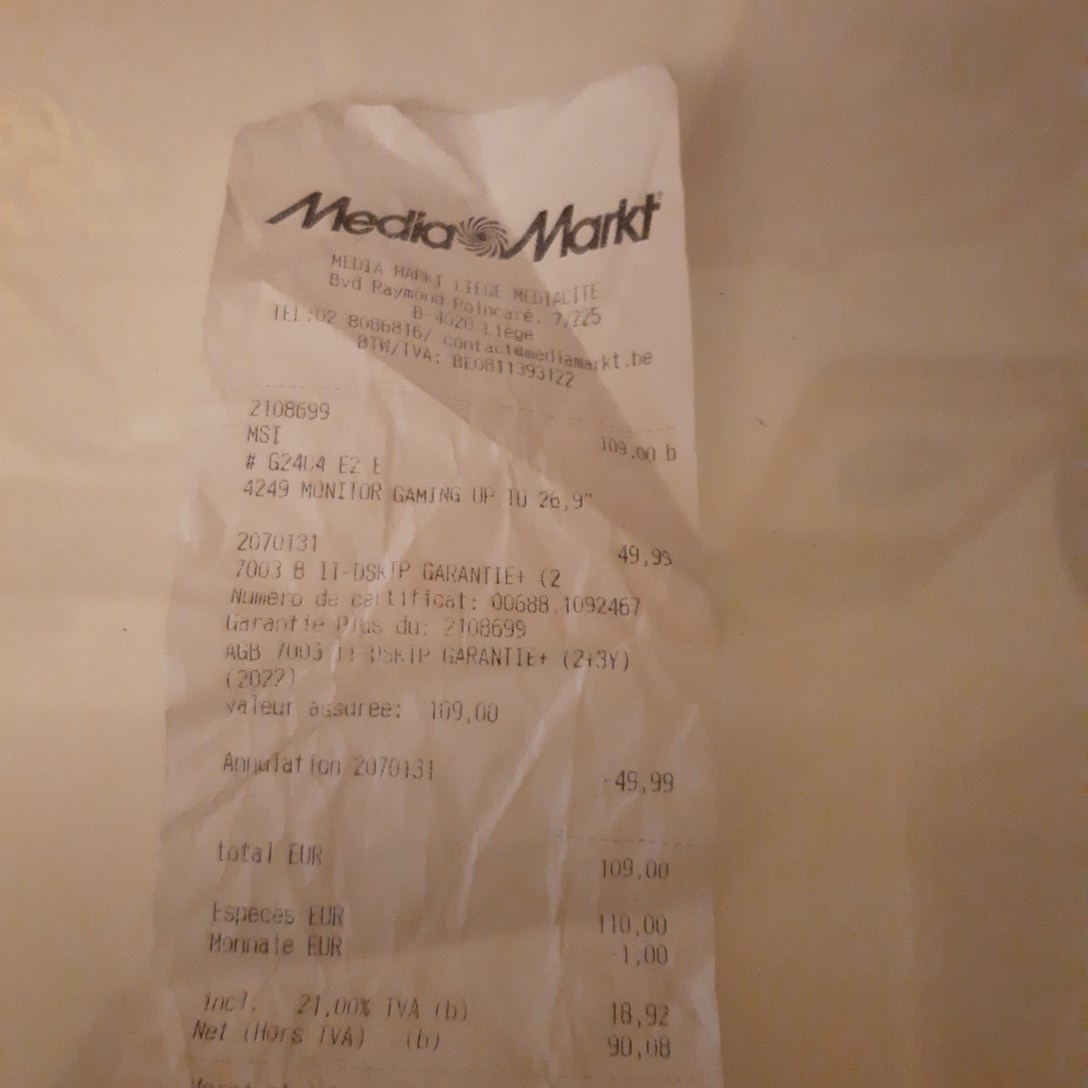 Media Markt
MEDIA MARKT LIEGE MEDIACITE
Bvd Raymond Poincaré, 7/225
B-4020 Liège
TEL:02 8086816/ contact@mediamarkt.be
BTW/TVA: BE0811393122
2108699
MSI 109,00 b
# G24C4 E2 E
4249 MONITOR GAMING UP TO 26,9"
2070131 49,99
7003 B IT-DSKTP GARANTIE+ (2
Numéro de certificat: 00688.1092467
Garantie Plus du: 2108699
AGB 7003 IT-DSKTP GARANTIE+ (2+3Y)
(2022)
valeur assurée: 109,00
Annulation 2070131 -49,99
total EUR 109,00
Espèces EUR 110,00
Monnaie EUR -1,00
incl. 21,00% TVA (b) 18,92
Net (Hors TVA) (b) 90,08